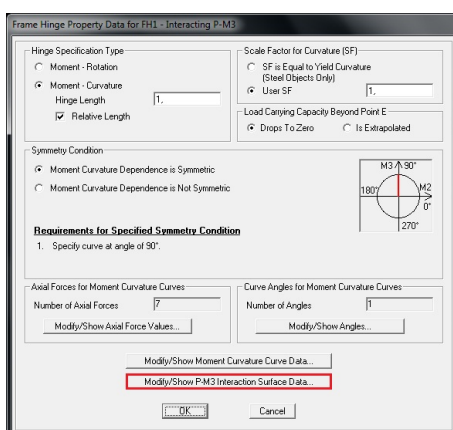 Frame Hinge Property Data for FH1 - Interacting P-M3
Hinge Specification Type
Moment - Rotation
Moment - Curvature
Hinge Length 1,
Relative Length
Scale Factor for Curvature (SF)
SF is Equal to Yield Curvature
(Steel Objects Only)
User SF 1,
Load Carrying Capacity Beyond Point E
Drops To Zero Is Extrapolated
Symmetry Condition
Moment Curvature Dependence is Symmetric
Moment Curvature Dependence is Not Symmetric
Requirements for Specified Symmetry Condition
1. Specify curve at angle of 90°.
M3 90°
180° M2
0°
270°
Axial Forces for Moment Curvature Curves
Number of Axial Forces 7
Modify/Show Axial Force Values...
Curve Angles for Moment Curvature Curves
Number of Angles 1
Modify/Show Angles...
Modify/Show Moment Curvature Curve Data...
Modify/Show P-M3 Interaction Surface Data...
OK Cancel